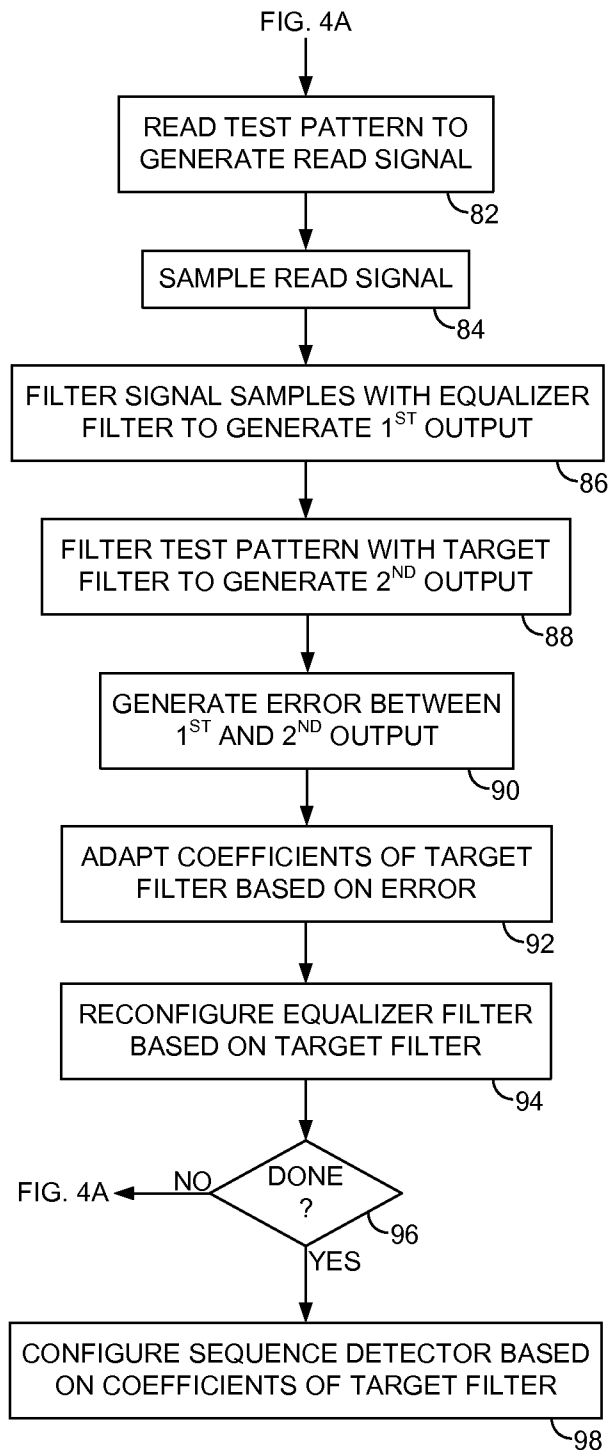 FIG. 4A
READ TEST PATTERN TO
GENERATE READ SIGNAL
82
SAMPLE READ SIGNAL
84
FILTER SIGNAL SAMPLES WITH EQUALIZER
FILTER TO GENERATE 1ST OUTPUT
86
FILTER TEST PATTERN WITH TARGET
FILTER TO GENERATE 2ND OUTPUT
88
GENERATE ERROR BETWEEN
1ST AND 2ND OUTPUT
90
ADAPT COEFFICIENTS OF TARGET
FILTER BASED ON ERROR
92
RECONFIGURE EQUALIZER FILTER
BASED ON TARGET FILTER
94
DONE
?
NO
FIG. 4A
96
YES
CONFIGURE SEQUENCE DETECTOR BASED
ON COEFFICIENTS OF TARGET FILTER
98